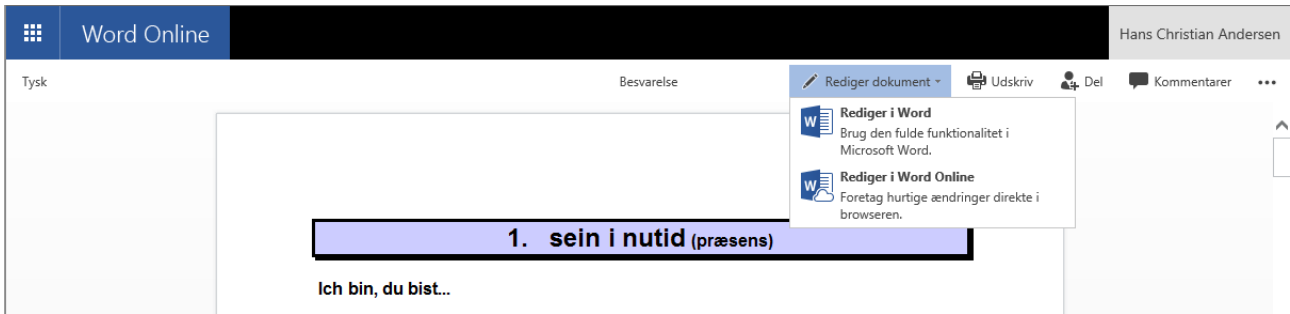 Word Online
Hans Christian Andersen
Tysk
Besvarelse
Rediger dokument
Udskriv
Del
Kommentarer
Rediger i Word
Brug den fulde funktionalitet i
Microsoft Word.
Rediger i Word Online
Foretag hurtige ændringer direkte i
browseren.
1. sein i nutid (præsens)
Ich bin, du bist...